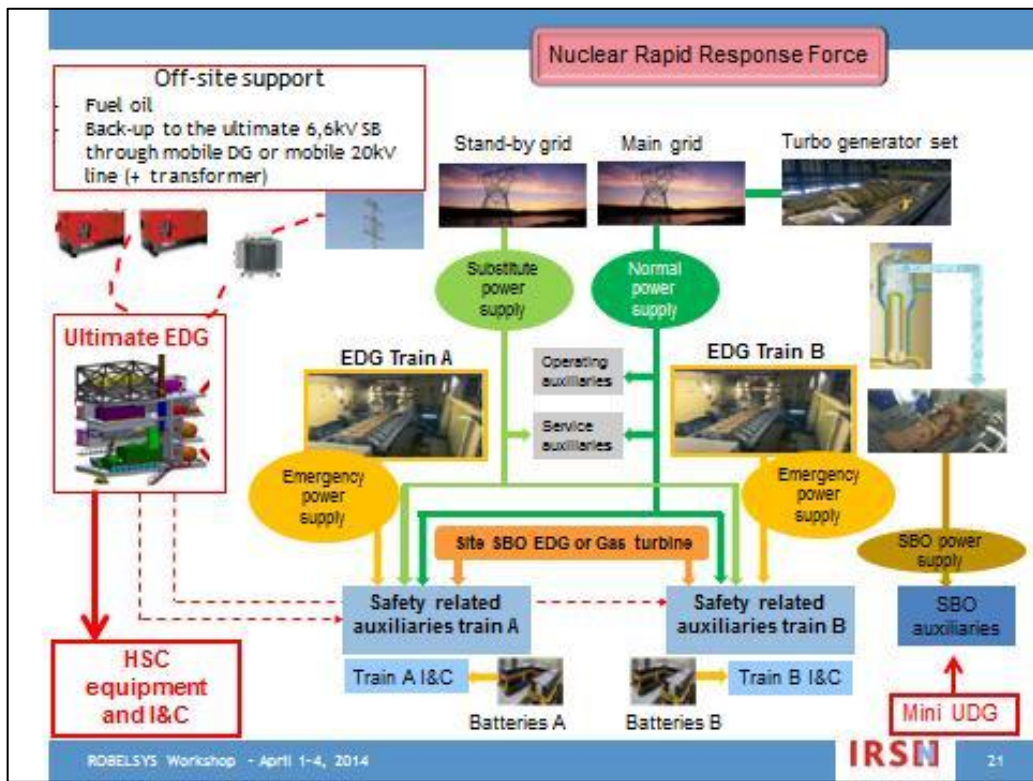 Nuclear Rapid Response Force
Off-site support
- Fuel oil
- Back-up to the ultimate 6,6kV SB
through mobile DG or mobile 20kV
line (+ transformer)
Stand-by grid
Main grid
Turbo generator set
Substitute
power
supply
Normal
power
supply
Ultimate EDG
EDG Train A
EDG Train B
Operating
auxiliaries
Service
auxiliaries
Emergency
power
supply
Emergency
power
supply
Site SBO EDG or Gas turbine
SBO power
supply
Safety related
auxiliaries train A
Safety related
auxiliaries train B
SBO
auxiliaries
HSC
equipment
and I&C
Train A I&C
Batteries A
Batteries B
Train B I&C
Mini UDG
ROBELSYS Workshop - April 1-4, 2014
IRSN
21